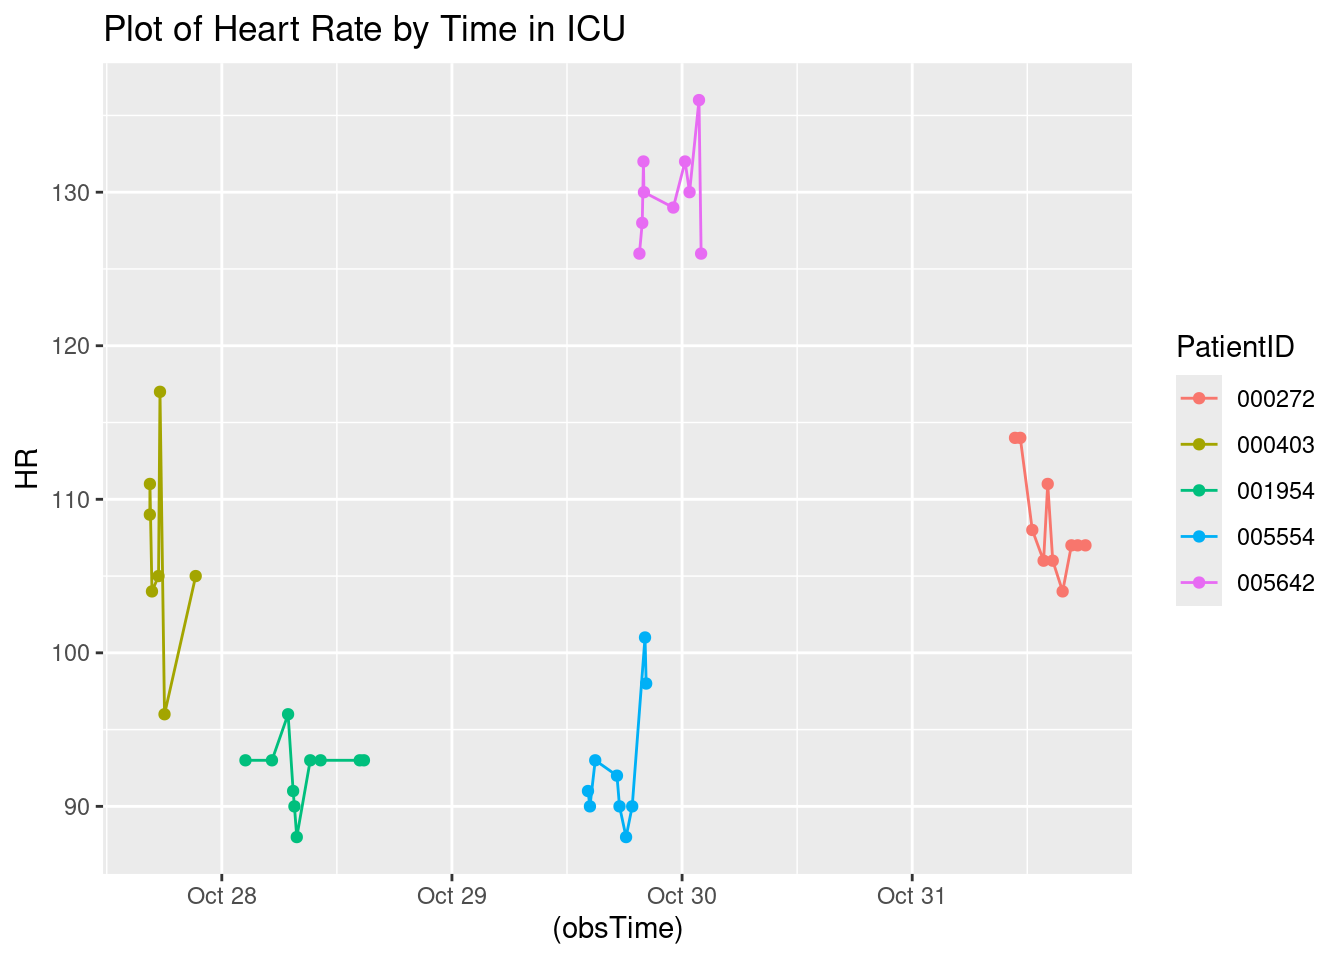 Plot of Heart Rate by Time in ICU
HR
130
120
110
100
90
Oct 28
Oct 29
Oct 30
Oct 31
(obsTime)
PatientID
000272
000403
001954
005554
005642